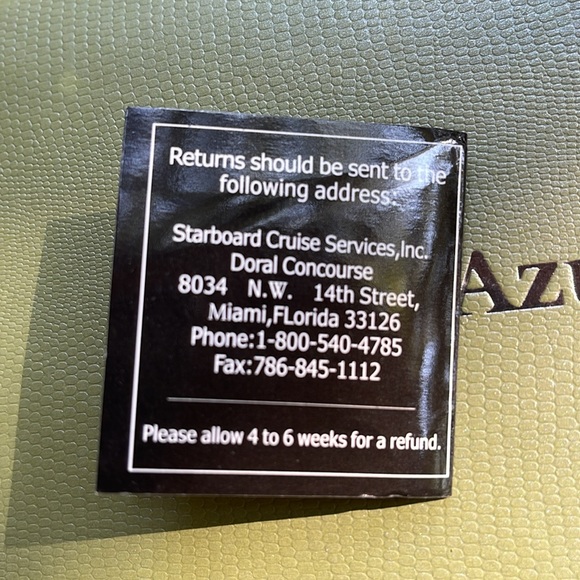 Returns should be sent to the
following address:
Starboard Cruise Services,Inc.
Doral Concourse
8034 N.W. 14th Street,
Miami,FLorida 33126
Phone:1-800-540-4785
Fax:786-845-1112
Please allow 4 to 6 weeks for a refund.